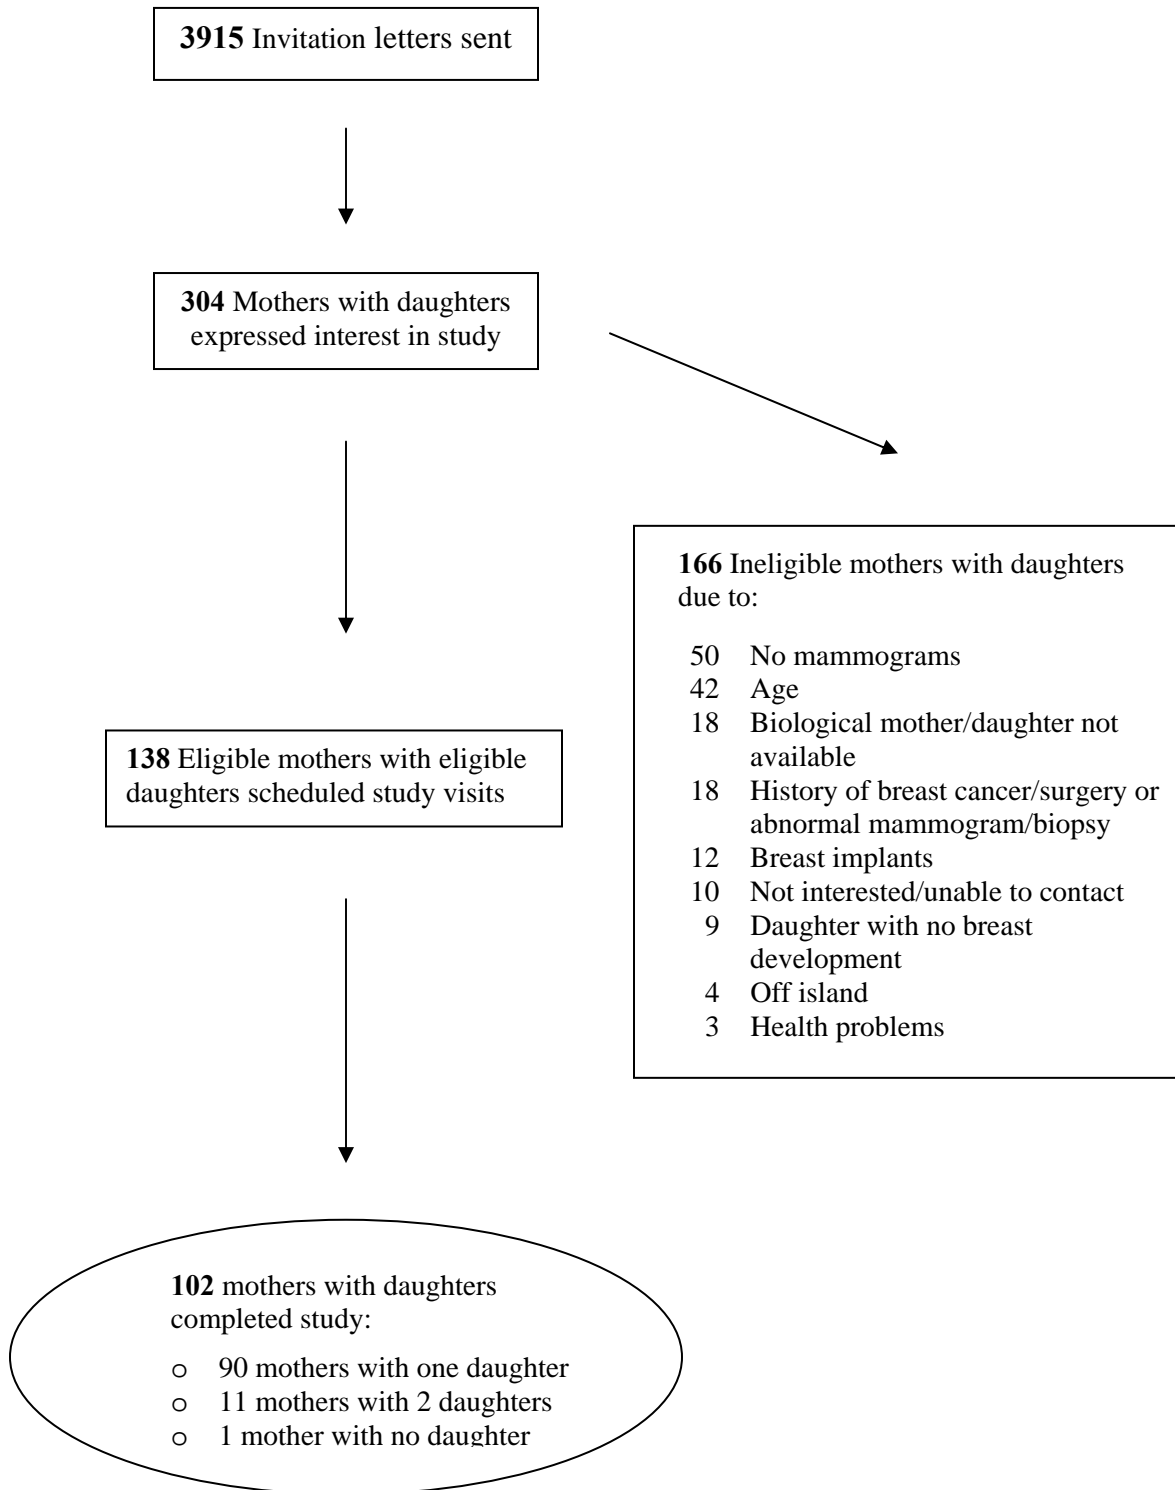 3915 Invitation letters sent
304 Mothers with daughters
expressed interest in study
166 Ineligible mothers with daughters
due to:
50 No mammograms
42 Age
18 Biological mother/daughter not
available
18 History of breast cancer/surgery or
abnormal mammogram/biopsy
12 Breast implants
10 Not interested/unable to contact
9 Daughter with no breast
development
4 Off island
3 Health problems
138 Eligible mothers with eligible
daughters scheduled study visits
102 mothers with daughters
completed study:
o 90 mothers with one daughter
o 11 mothers with 2 daughters
o 1 mother with no daughter